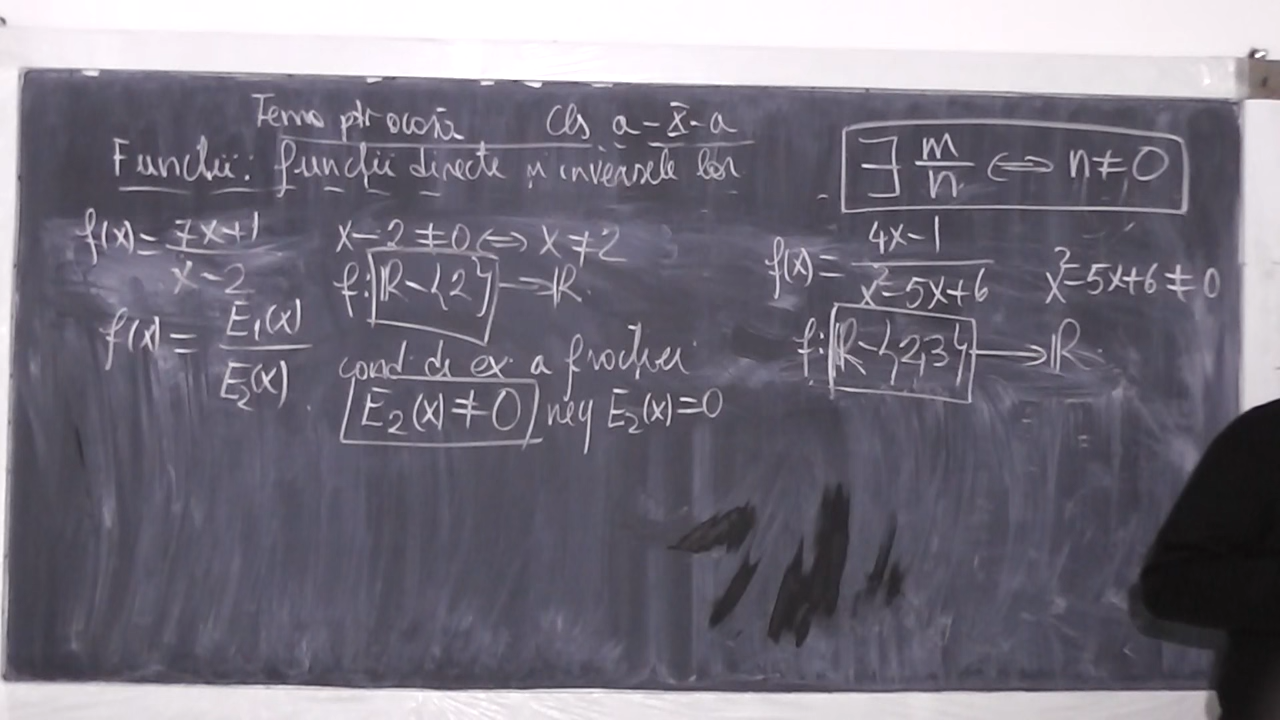 Tema ptr acasă Cls a-X-a
Funcții: funcții directe și inversele lor
∃ m/n ⟺ n≠0
f(x)= 7x+1 / x-2
x-2≠0⟺x≠2
f:ℝ-{2}→ℝ
f(x)= E₁(x) / E₂(x)
cond de ex a fracției
E₂(x)≠0 neg E₂(x)=0
f(x)= 4x-1 / x²-5x+6
x²-5x+6≠0
f:ℝ-{2,3}→ℝ